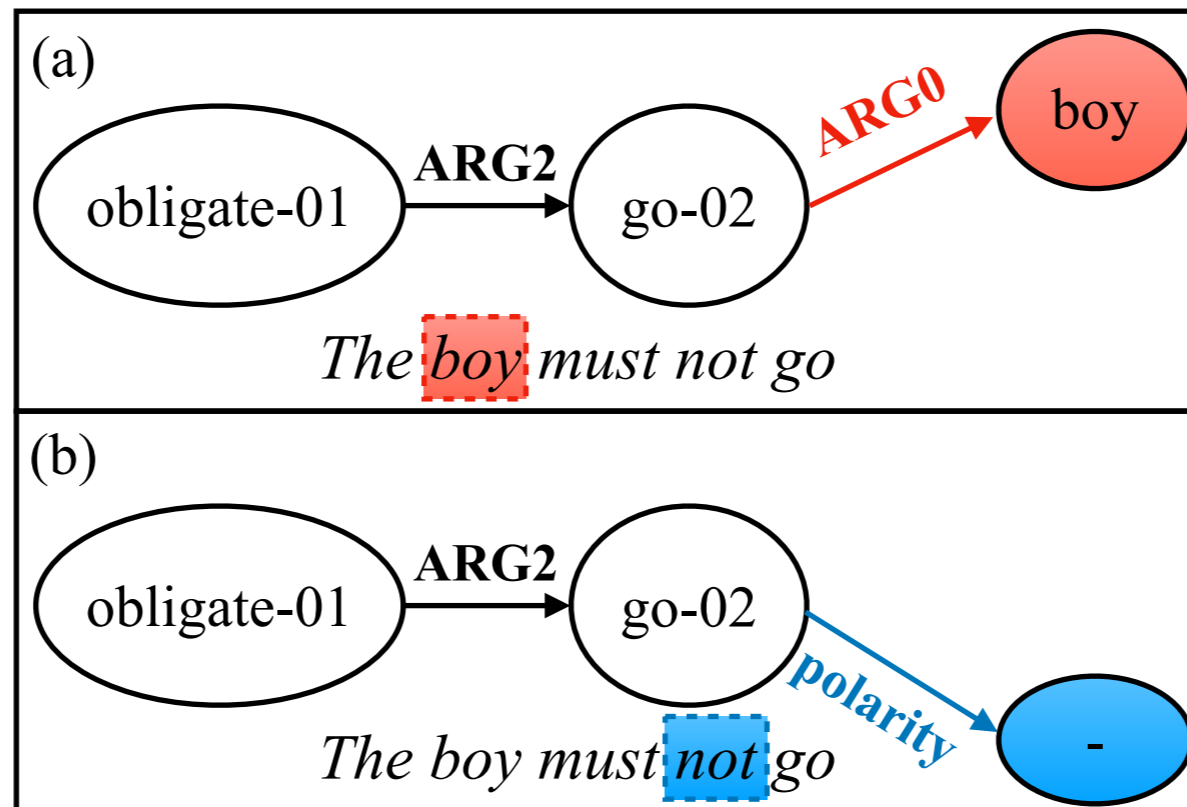 (a)
obligate-01
ARG2
go-02
ARG0
boy
The boy must not go
(b)
obligate-01
ARG2
go-02
polarity
-
The boy must not go